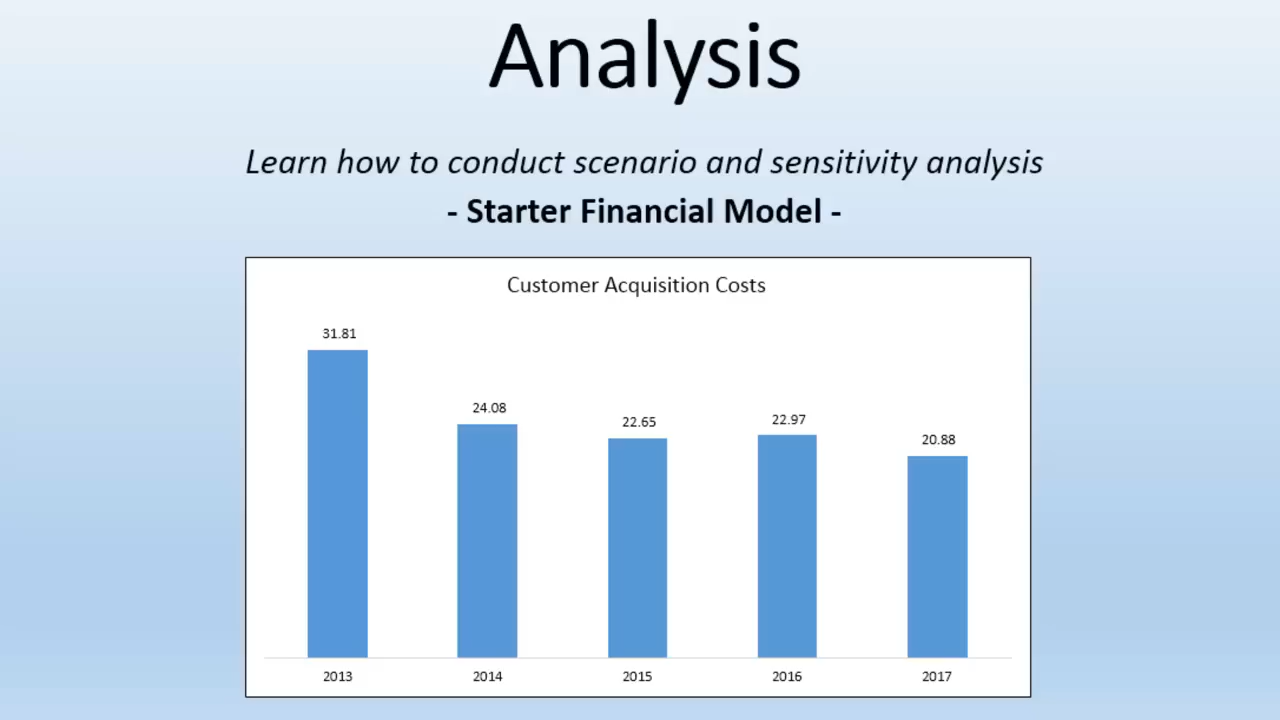 Analysis
Learn how to conduct scenario and sensitivity analysis
- Starter Financial Model -
Customer Acquisition Costs
31.81
24.08
22.65
22.97
20.88
2013
2014
2015
2016
2017